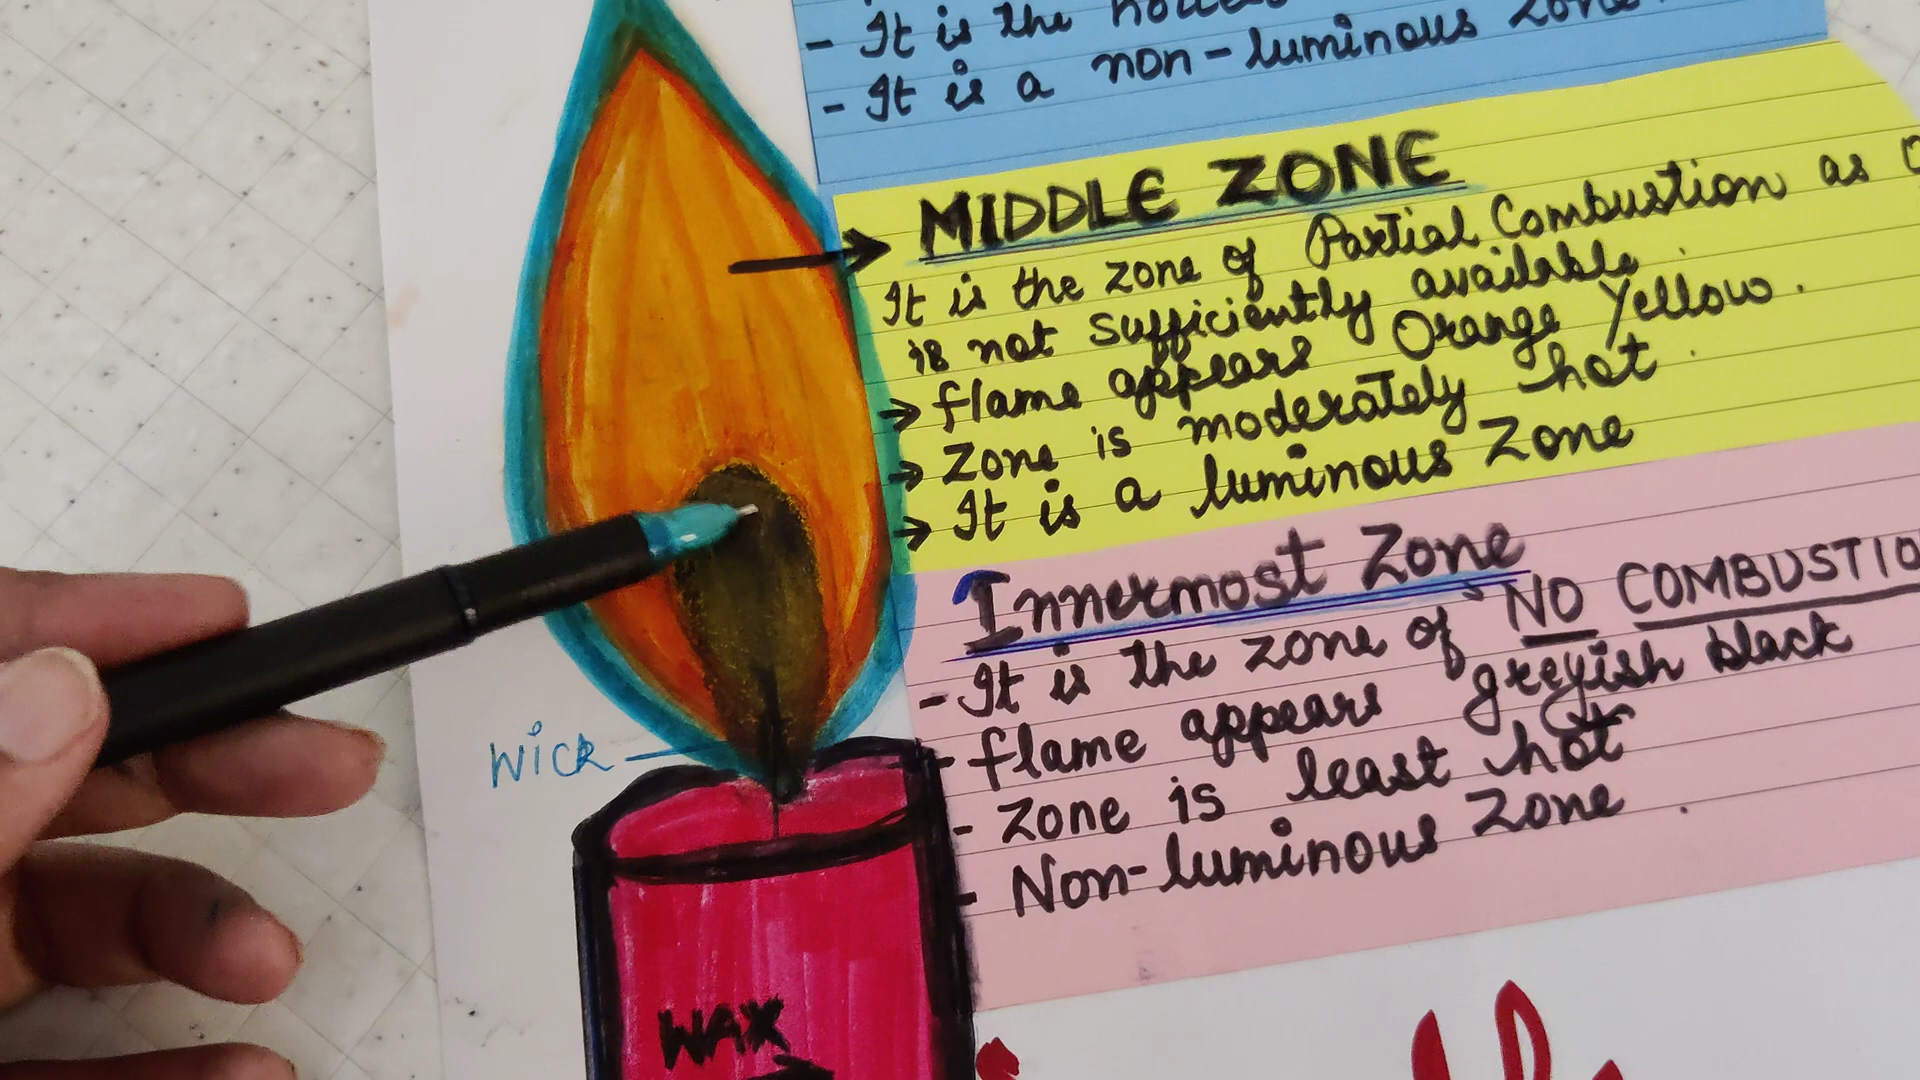 - It is the
- It is a non-luminous zone.
MIDDLE ZONE
It is the zone of Partial Combustion as
is not sufficiently available.
→ flame appears Orange Yellow.
→ Zone is moderately hot.
→ It is a luminous Zone
Innermost Zone
- It is the zone of "NO COMBUSTIO
- flame appears greyish black
- Zone is least hot
- Non-luminous Zone.
Wick
WAX